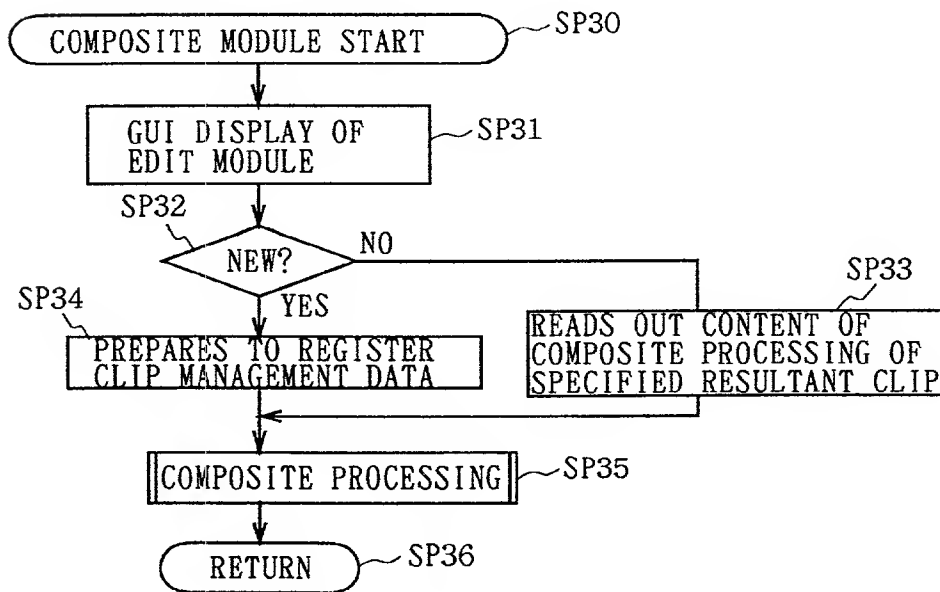 COMPOSITE MODULE START
SP30
GUI DISPLAY OF
EDIT MODULE
SP31
SP32
NEW?
NO
YES
SP34
PREPARES TO REGISTER
CLIP MANAGEMENT DATA
SP33
READS OUT CONTENT OF
COMPOSITE PROCESSING OF
SPECIFIED RESULTANT CLIP
COMPOSITE PROCESSING
SP35
RETURN
SP36